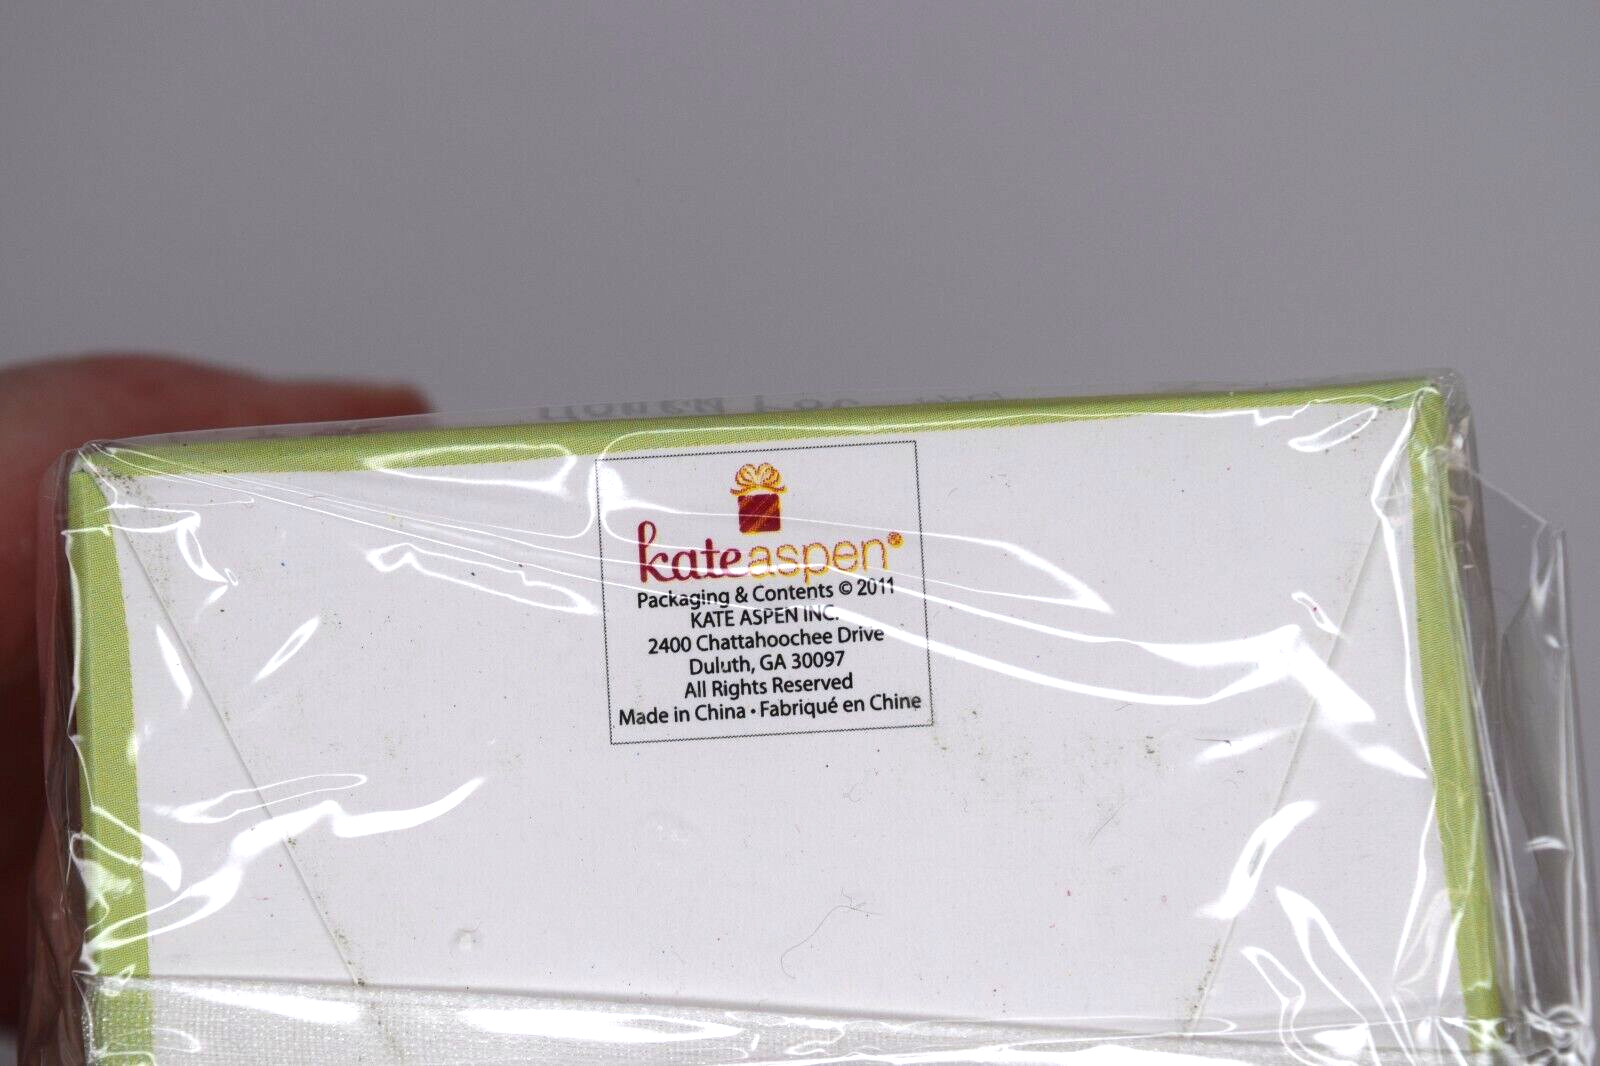 kateaspen®
Packaging & Contents © 2011
KATE ASPEN INC.
2400 Chattahoochee Drive
Duluth, GA 30097
All Rights Reserved
Made in China • Fabriqué en Chine